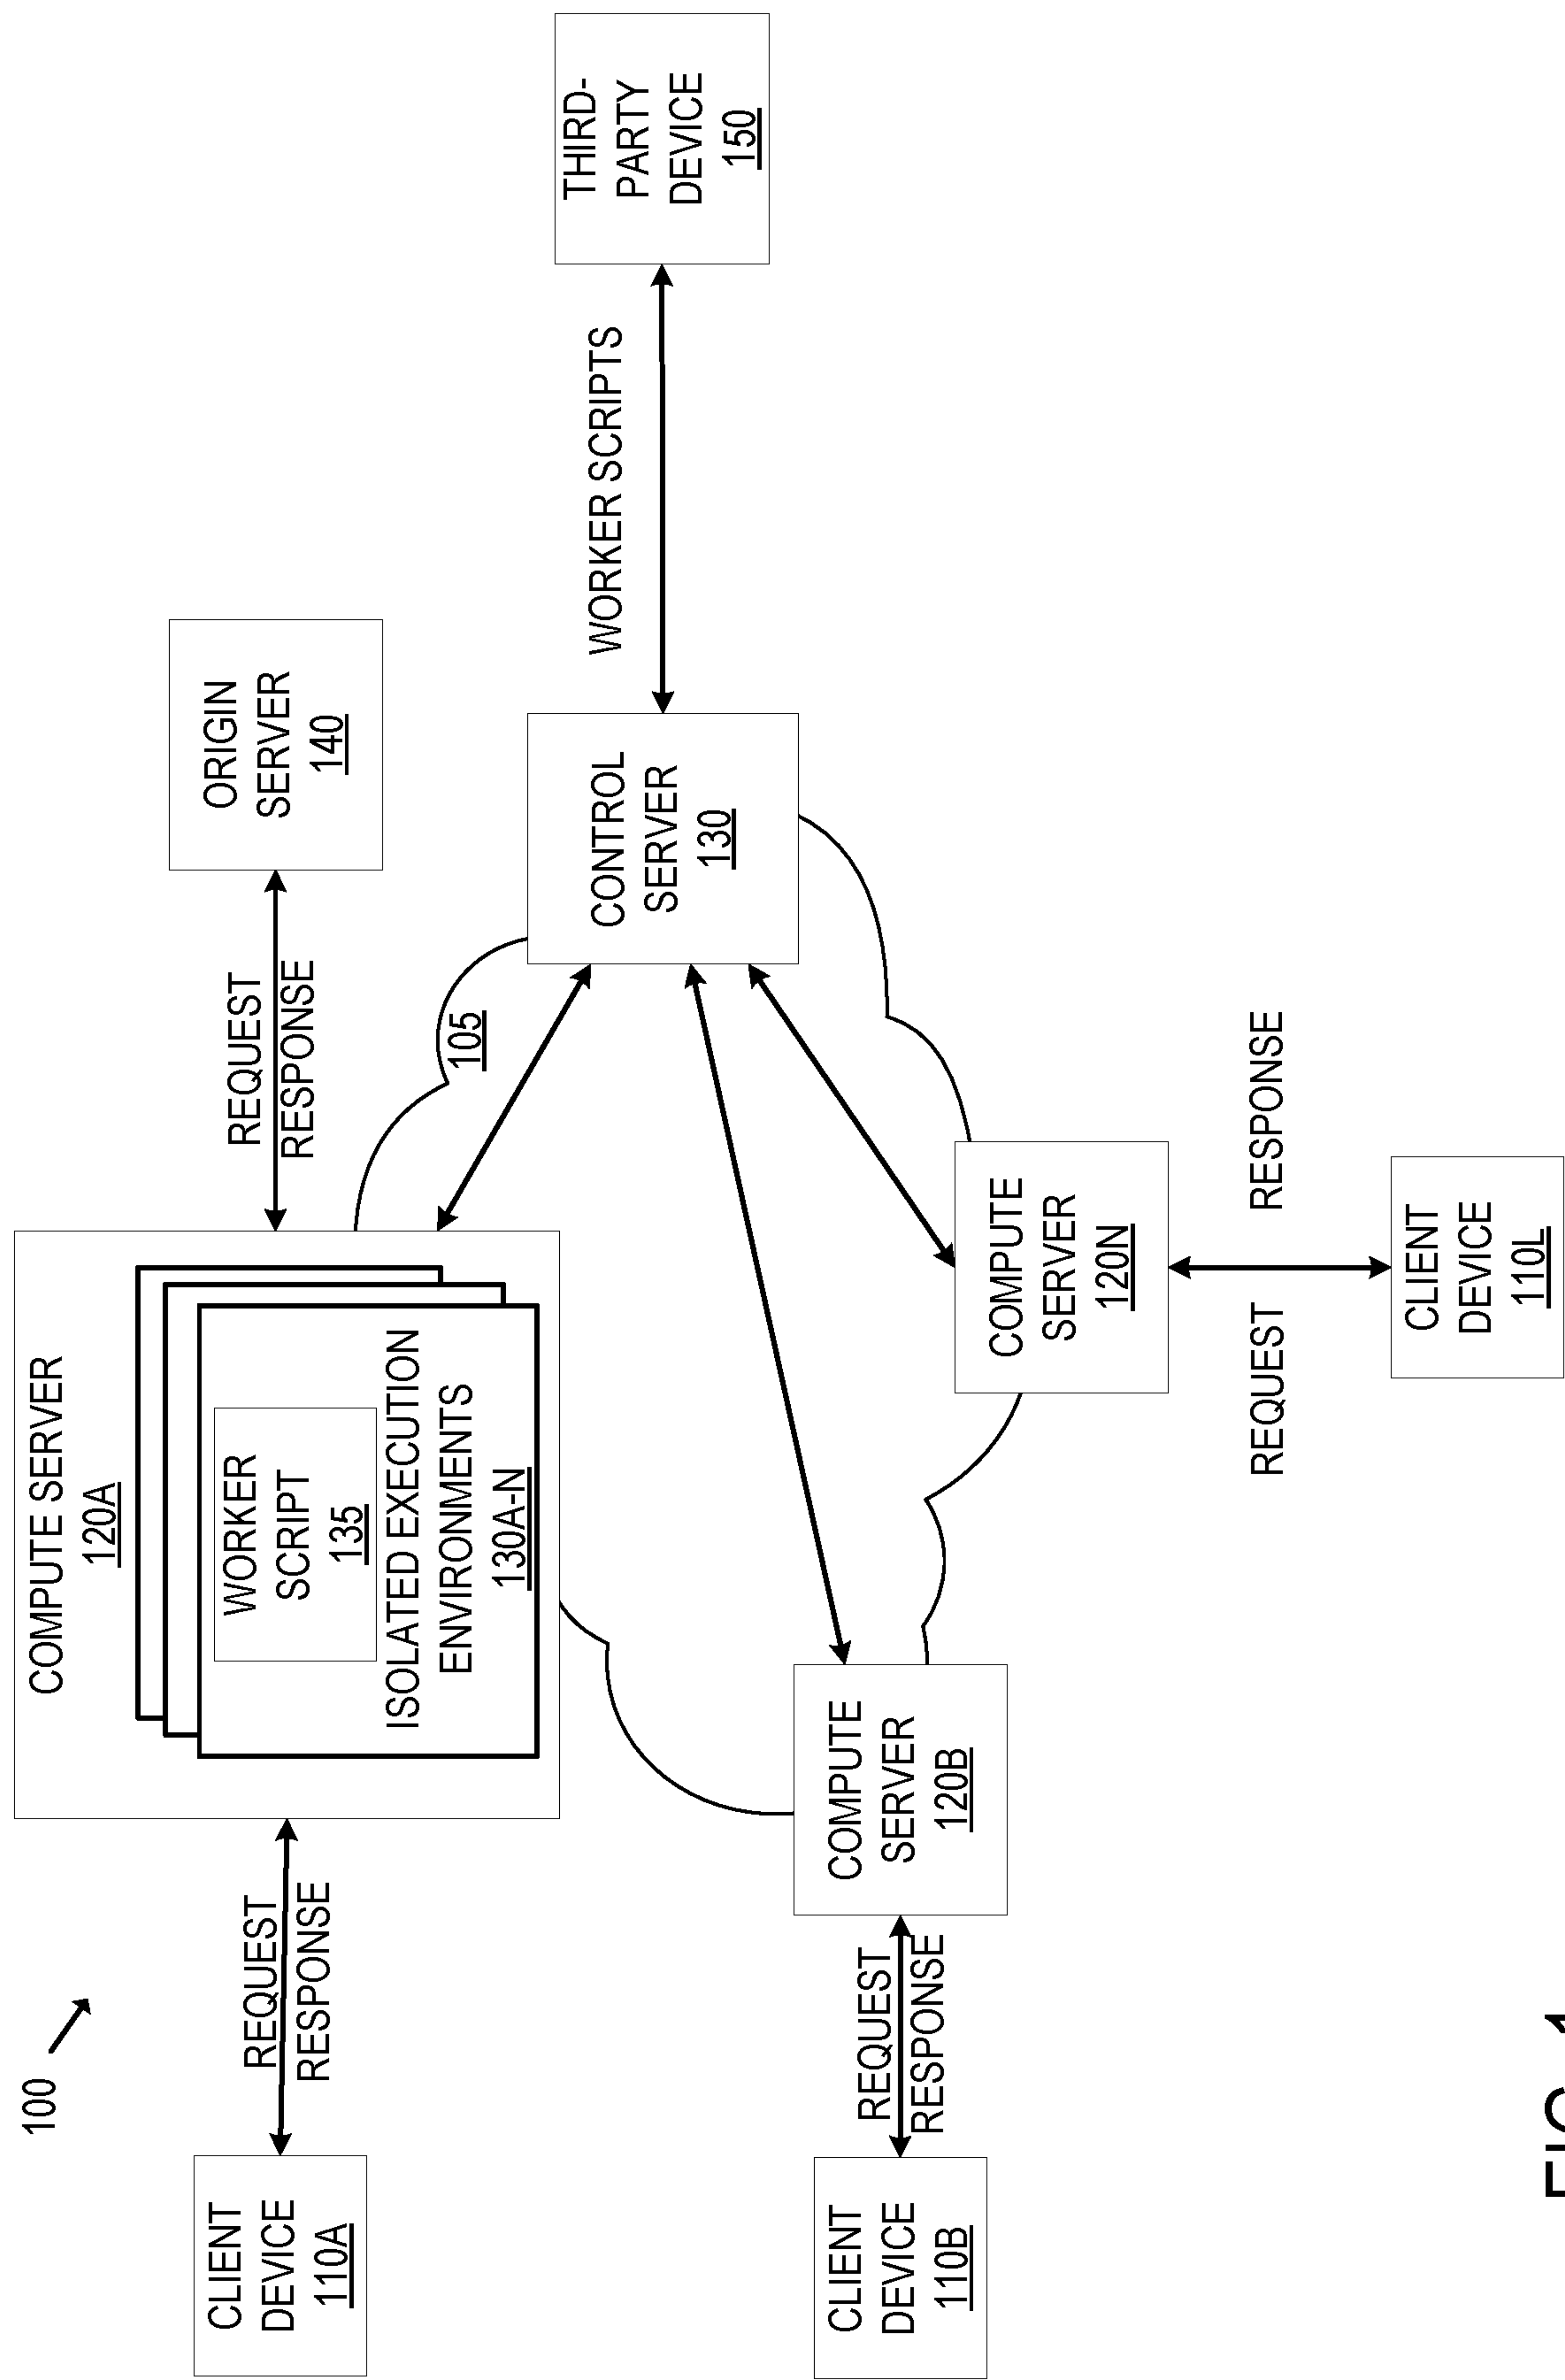 100
COMPUTE SERVER
120A
WORKER
SCRIPT
135
ISOLATED EXECUTION
ENVIRONMENTS
130A-N
CLIENT
DEVICE
110A
REQUEST
RESPONSE
REQUEST
RESPONSE
ORIGIN
SERVER
140
105
CONTROL
SERVER
130
WORKER SCRIPTS
THIRD-
PARTY
DEVICE
150
CLIENT
DEVICE
110B
REQUEST
RESPONSE
COMPUTE
SERVER
120B
COMPUTE
SERVER
120N
REQUEST
RESPONSE
CLIENT
DEVICE
110L
FIG. 1